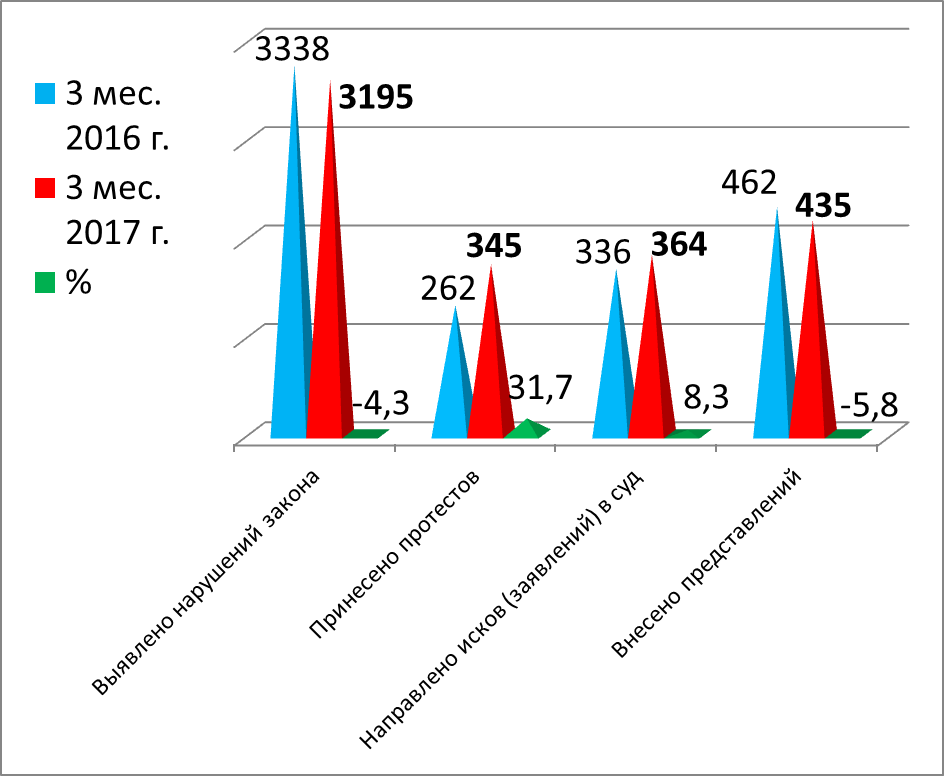 3 мес.
2016 г.
3 мес.
2017 г.
%
3338
3195
-4,3
262
345
31,7
336
364
8,3
462
435
-5,8
Выявлено нарушений закона
Принесено протестов
Направлено исков (заявлений) в суд
Внесено представлений